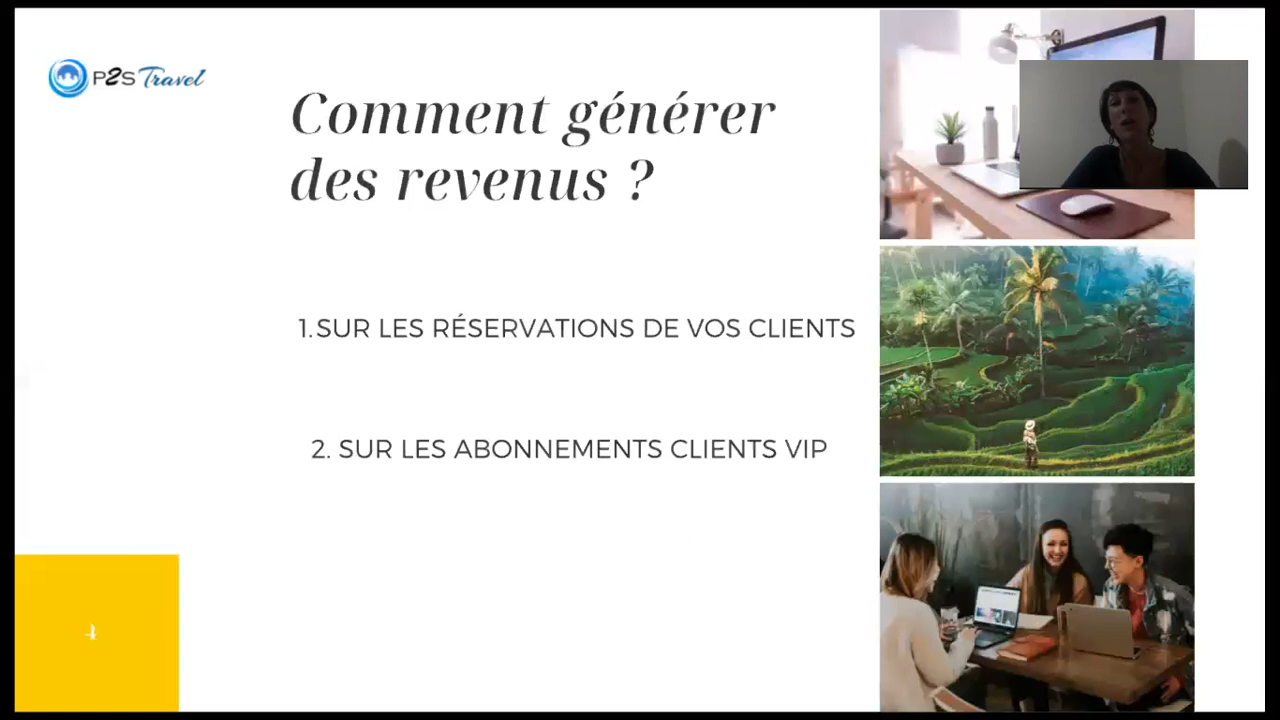 P2S Travel
Comment générer
des revenus ?
1.SUR LES RÉSERVATIONS DE VOS CLIENTS
2. SUR LES ABONNEMENTS CLIENTS VIP
4